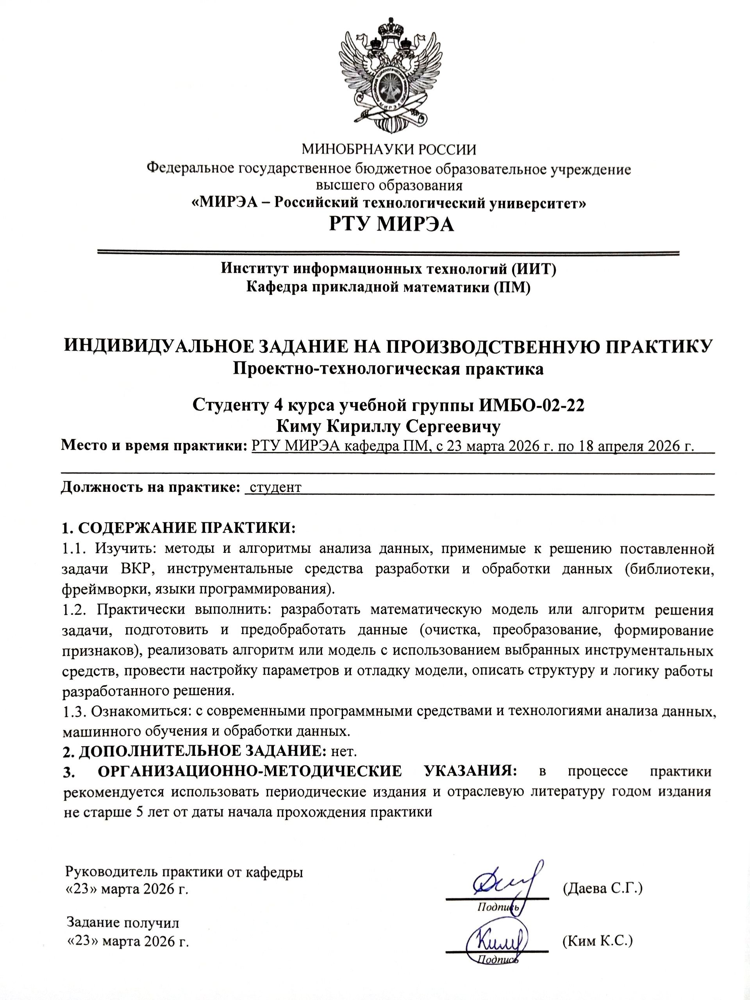 МИНОБРНАУКИ РОССИИ
Федеральное государственное бюджетное образовательное учреждение
высшего образования
«МИРЭА – Российский технологический университет»
РТУ МИРЭА
Институт информационных технологий (ИИТ)
Кафедра прикладной математики (ПМ)
ИНДИВИДУАЛЬНОЕ ЗАДАНИЕ НА ПРОИЗВОДСТВЕННУЮ ПРАКТИКУ
Проектно-технологическая практика
Студенту 4 курса учебной группы ИМБО-02-22
Киму Кириллу Сергеевичу
Место и время практики: РТУ МИРЭА кафедра ПМ, с 23 марта 2026 г. по 18 апреля 2026 г.
Должность на практике: студент
1. СОДЕРЖАНИЕ ПРАКТИКИ:
1.1. Изучить: методы и алгоритмы анализа данных, применимые к решению поставленной
задачи ВКР, инструментальные средства разработки и обработки данных (библиотеки,
фреймворки, языки программирования).
1.2. Практически выполнить: разработать математическую модель или алгоритм решения
задачи, подготовить и предобработать данные (очистка, преобразование, формирование
признаков), реализовать алгоритм или модель с использованием выбранных инструментальных
средств, провести настройку параметров и отладку модели, описать структуру и логику работы
разработанного решения.
1.3. Ознакомиться: с современными программными средствами и технологиями анализа данных,
машинного обучения и обработки данных.
2. ДОПОЛНИТЕЛЬНОЕ ЗАДАНИЕ: нет.
3. ОРГАНИЗАЦИОННО-МЕТОДИЧЕСКИЕ УКАЗАНИЯ: в процессе практики
рекомендуется использовать периодические издания и отраслевую литературу годом издания
не старше 5 лет от даты начала прохождения практики
Руководитель практики от кафедры
«23» марта 2026 г.
(Даева С.Г.)
Подпись
Задание получил
«23» марта 2026 г.
(Ким К.С.)
Подпись